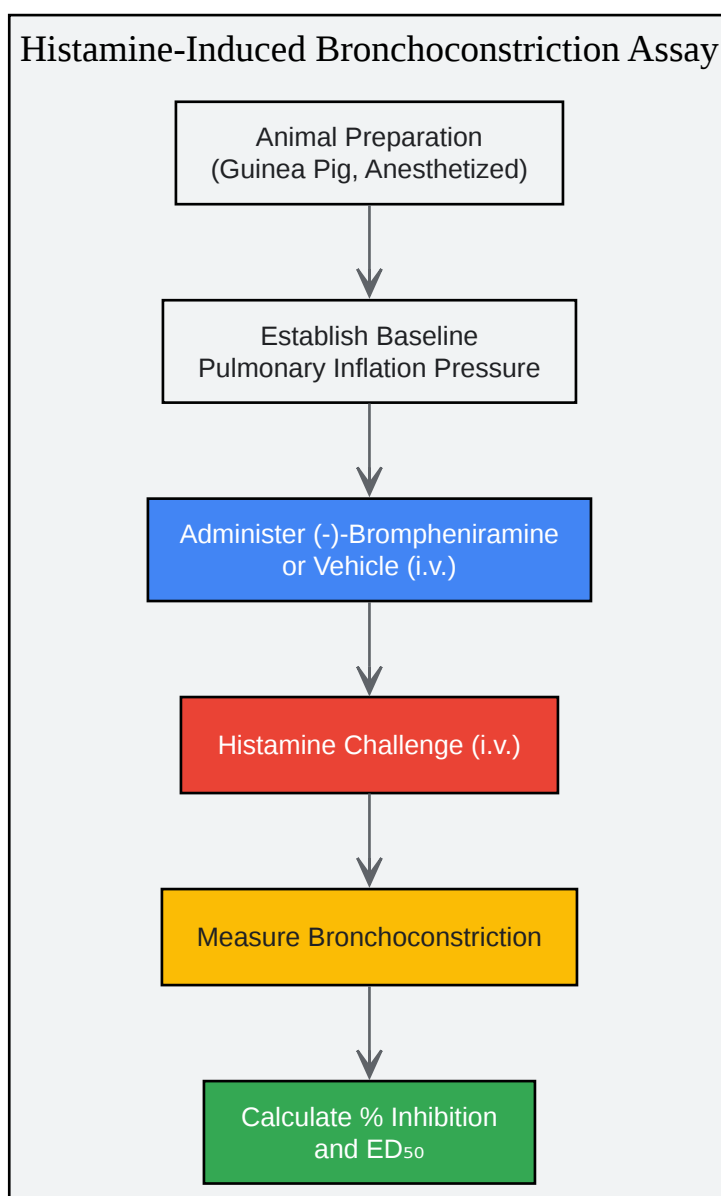 Histamine-Induced Bronchoconstriction Assay
Animal Preparation
(Guinea Pig, Anesthetized)
Establish Baseline
Pulmonary Inflation Pressure
Administer (-)-Brompheniramine
or Vehicle (i.v.)
Histamine Challenge (i.v.)
Measure Bronchoconstriction
Calculate % Inhibition
and ED₅₀